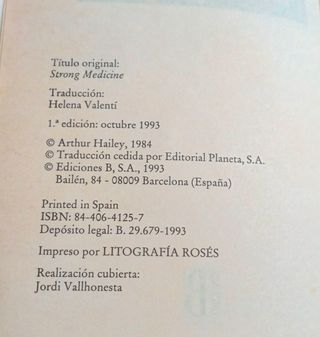 Título original:
Strong Medicine
Traducción:
Helena Valentí
1.ª edición: octubre 1993
© Arthur Hailey, 1984
© Traducción cedida por Editorial Planeta, S.A.
© Ediciones B, S.A., 1993
Bailén, 84 - 08009 Barcelona (España)
Printed in Spain
ISBN: 84-406-4125-7
Depósito legal: B. 29.679-1993
Impreso por LITOGRAFÍA ROSÉS
Realización cubierta:
Jordi Vallhonesta